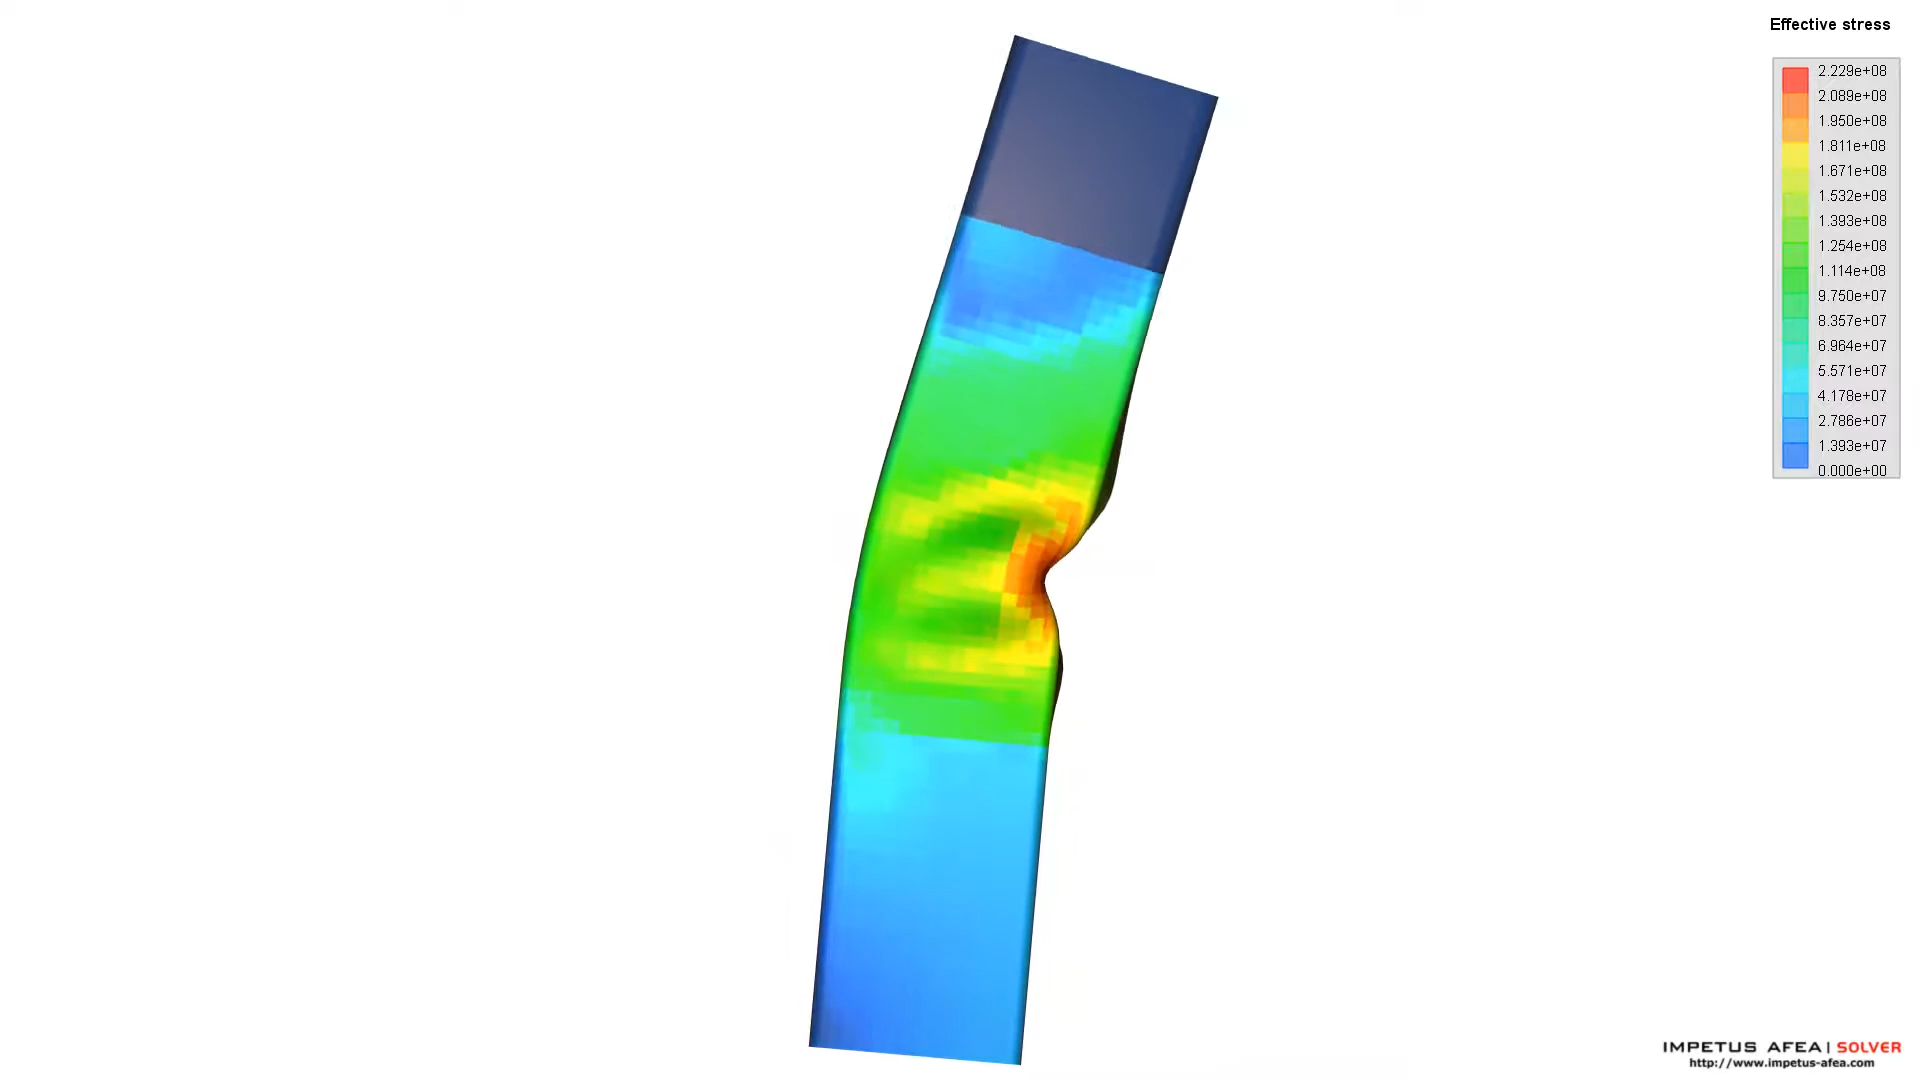 Effective stress
2.229e+08
2.089e+08
1.950e+08
1.811e+08
1.671e+08
1.532e+08
1.393e+08
1.254e+08
1.114e+08
9.750e+07
8.357e+07
6.964e+07
5.571e+07
4.178e+07
2.786e+07
1.393e+07
0.000e+00
IMPETUS AFEA | SOLVER
http://www.impetus-afea.com